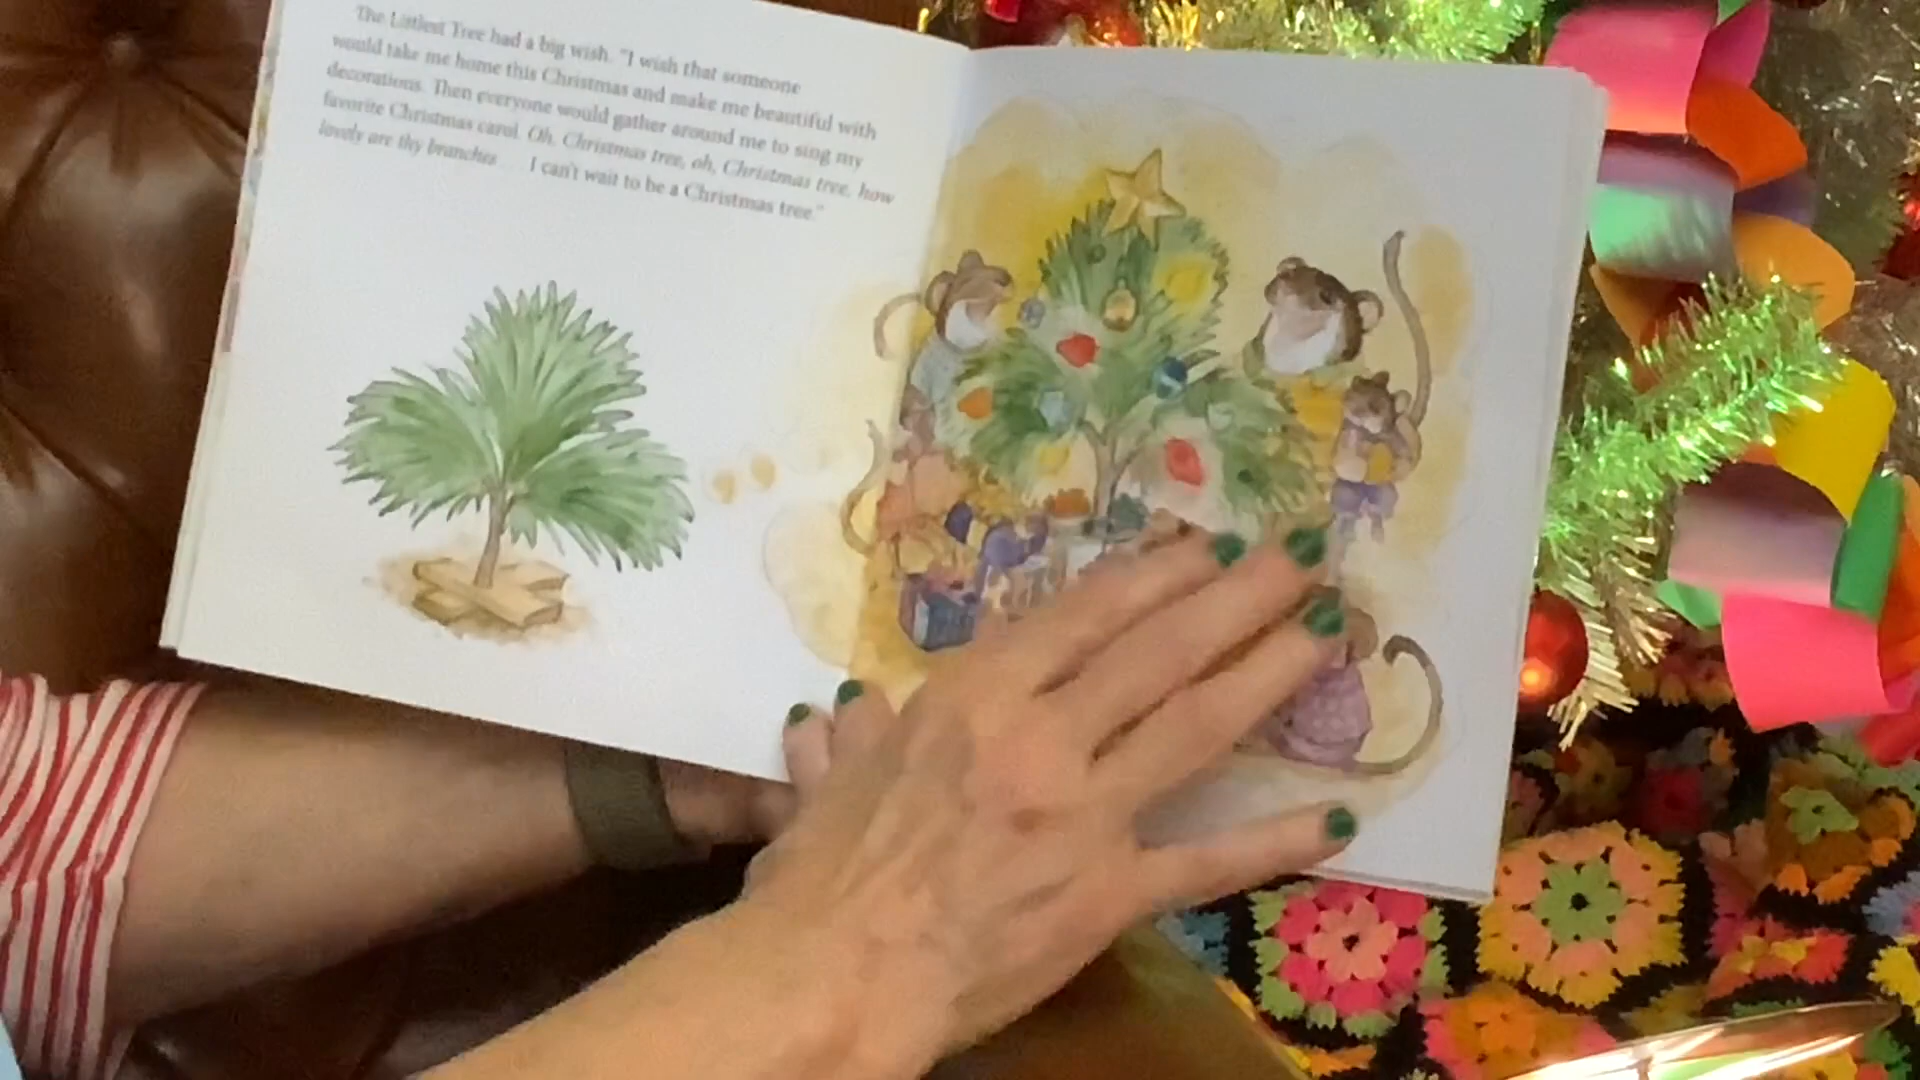 The Littlest Tree had a big wish. "I wish that someone
would take me home this Christmas and make me beautiful with
decorations. Then everyone would gather around me to sing my
favorite Christmas carol. Oh, Christmas tree, oh, Christmas tree, how
lovely are thy branches . . . I can't wait to be a Christmas tree."